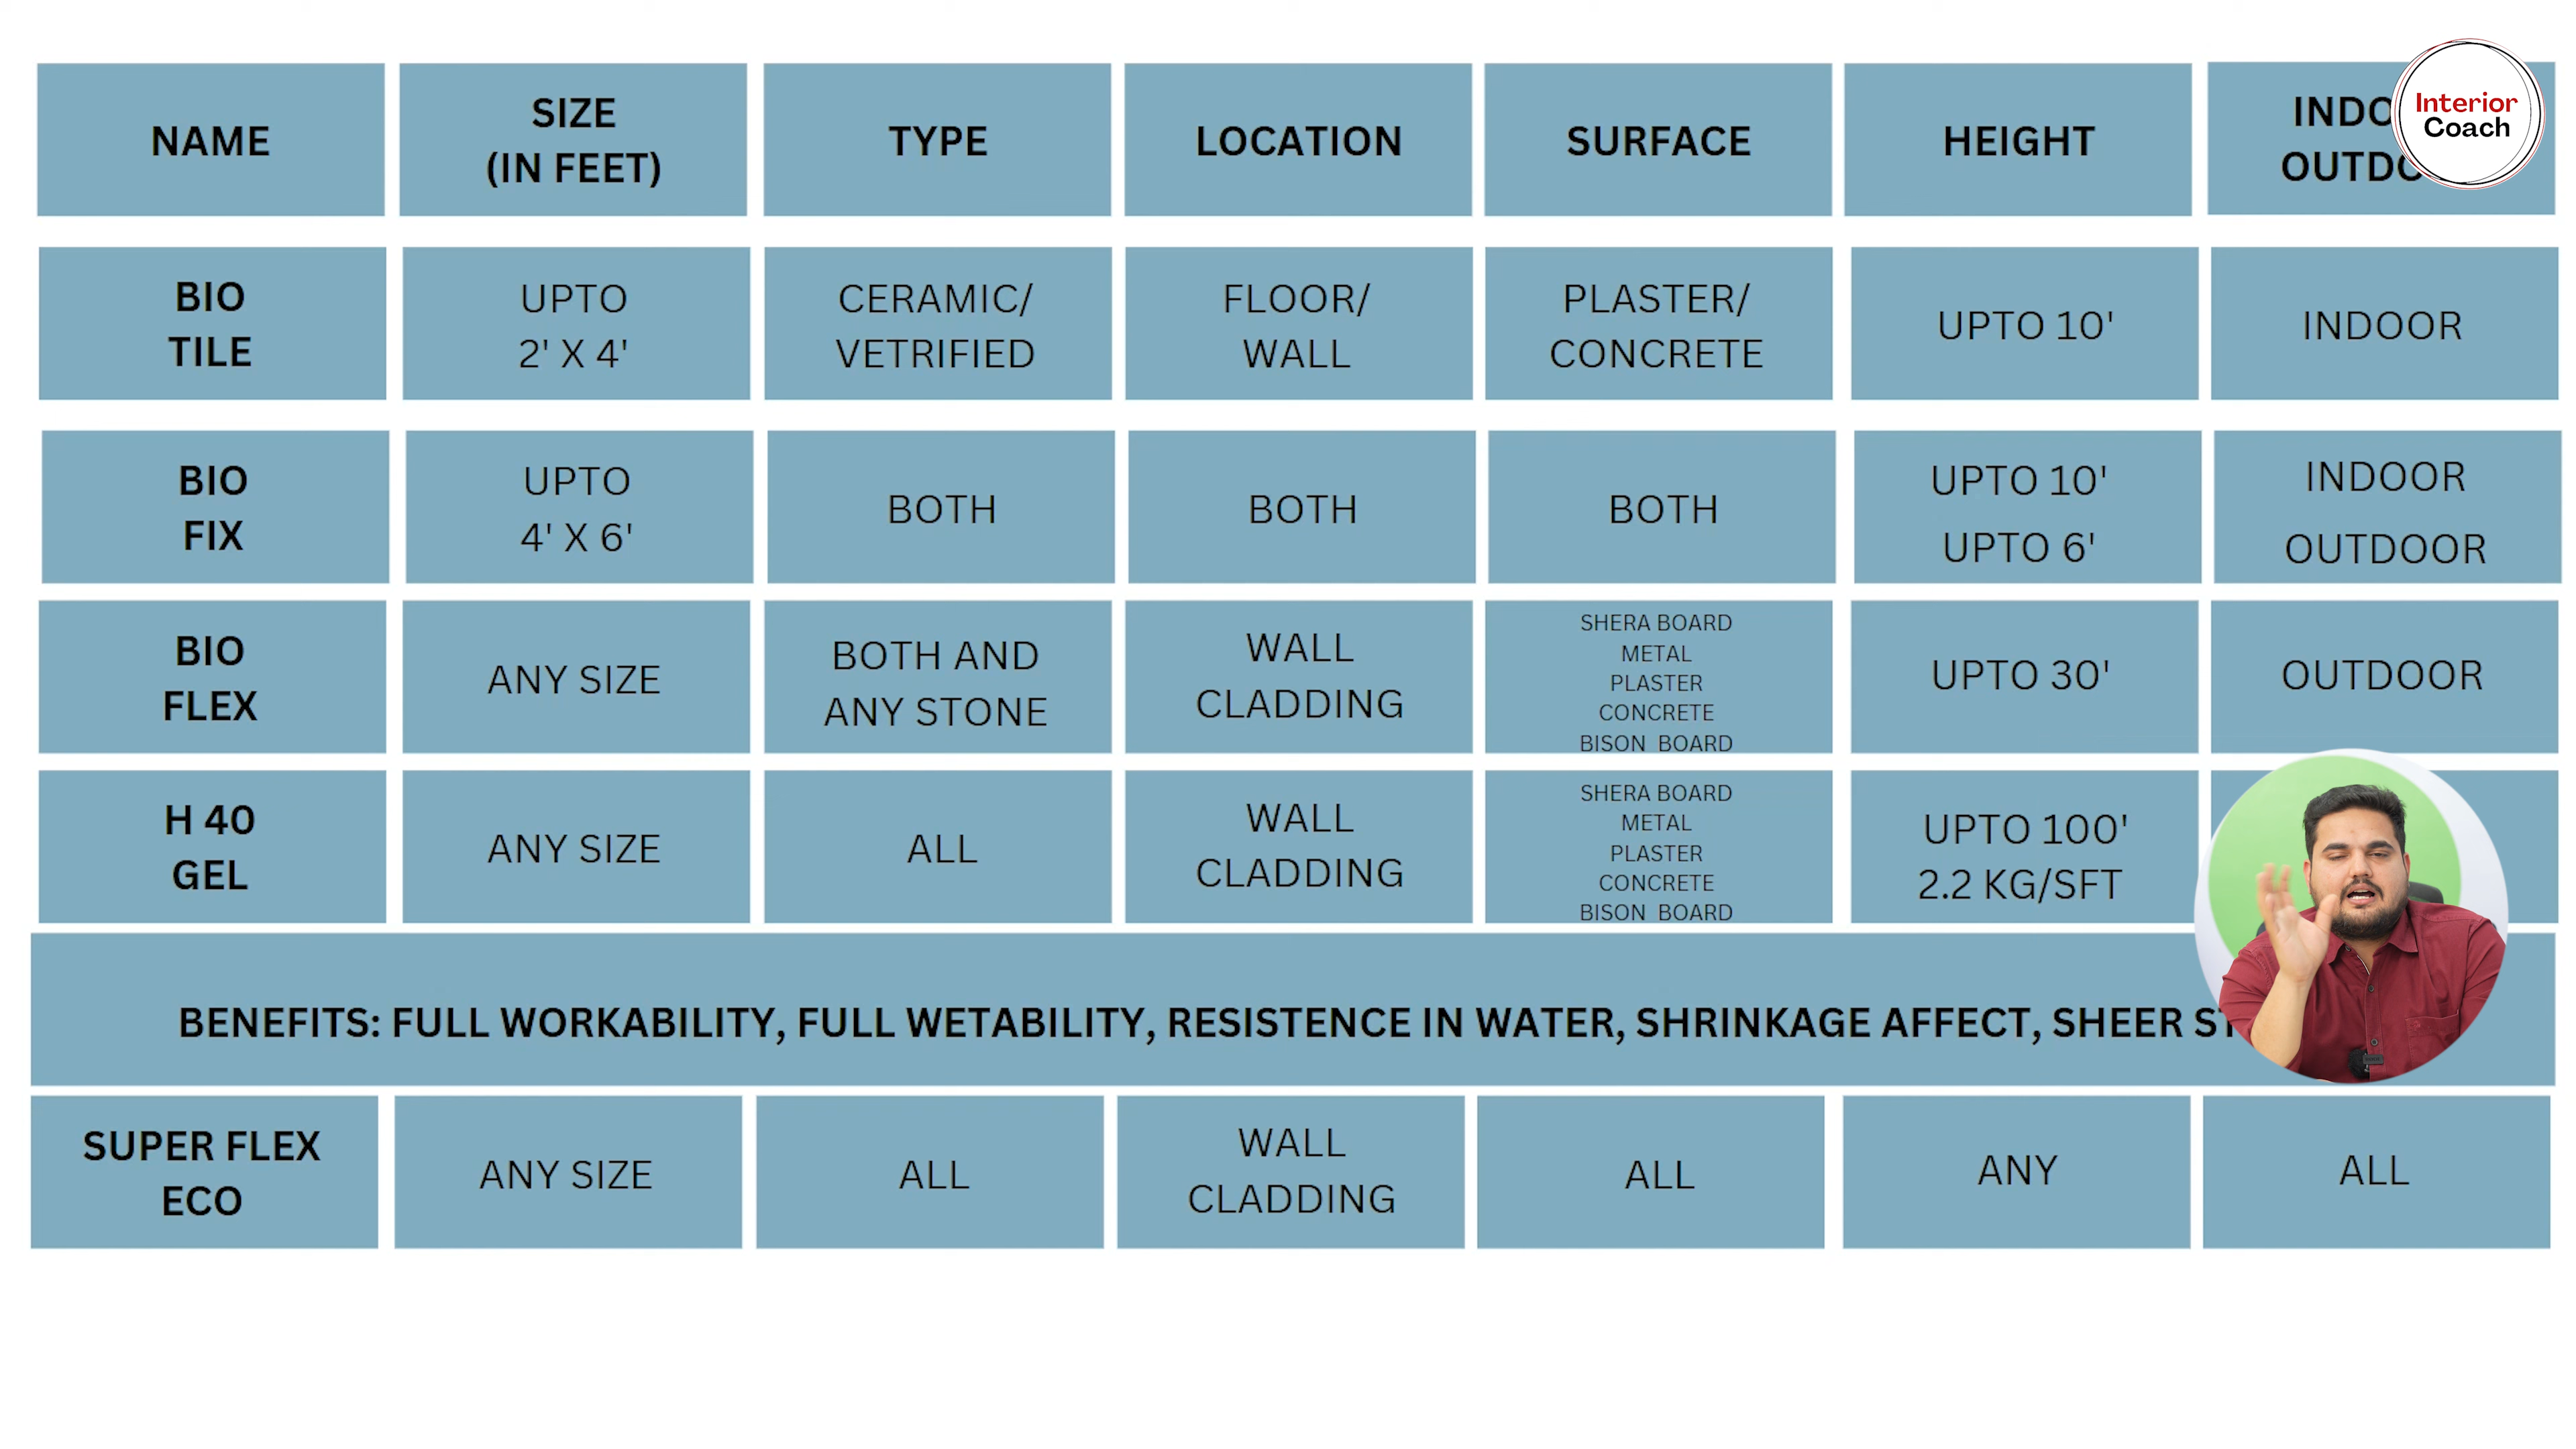 NAME
SIZE
(IN FEET)
TYPE
LOCATION
SURFACE
HEIGHT
Interior
Coach
BIO
TILE
UPTO
2' X 4'
CERAMIC/
VETRIFIED
FLOOR/
WALL
PLASTER/
CONCRETE
UPTO 10'
INDOOR
BIO
FIX
UPTO
4' X 6'
BOTH
BOTH
BOTH
UPTO 10'
UPTO 6'
INDOOR
OUTDOOR
BIO
FLEX
ANY SIZE
BOTH AND
ANY STONE
WALL
CLADDING
SHERA BOARD
METAL
PLASTER
CONCRETE
BISON BOARD
UPTO 30'
OUTDOOR
H 40
GEL
ANY SIZE
ALL
WALL
CLADDING
SHERA BOARD
METAL
PLASTER
CONCRETE
BISON BOARD
UPTO 100'
2.2 KG/SFT
BENEFITS: FULL WORKABILITY, FULL WETABILITY, RESISTENCE IN WATER, SHRINKAGE AFFECT, SHEER
SUPER FLEX
ECO
ANY SIZE
ALL
WALL
CLADDING
ALL
ANY
ALL